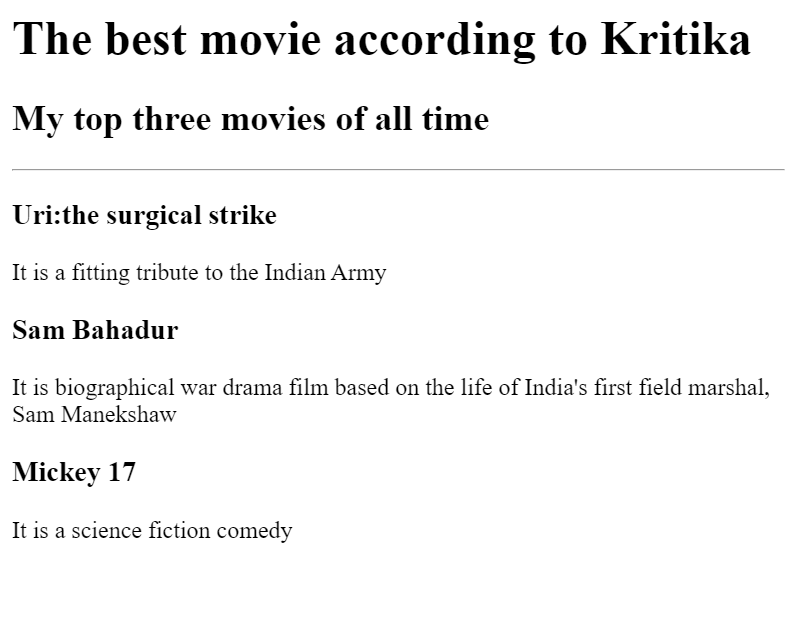 The best movie according to Kritika
My top three movies of all time
Uri:the surgical strike
It is a fitting tribute to the Indian Army
Sam Bahadur
It is biographical war drama film based on the life of India's first field marshal,
Sam Manekshaw
Mickey 17
It is a science fiction comedy